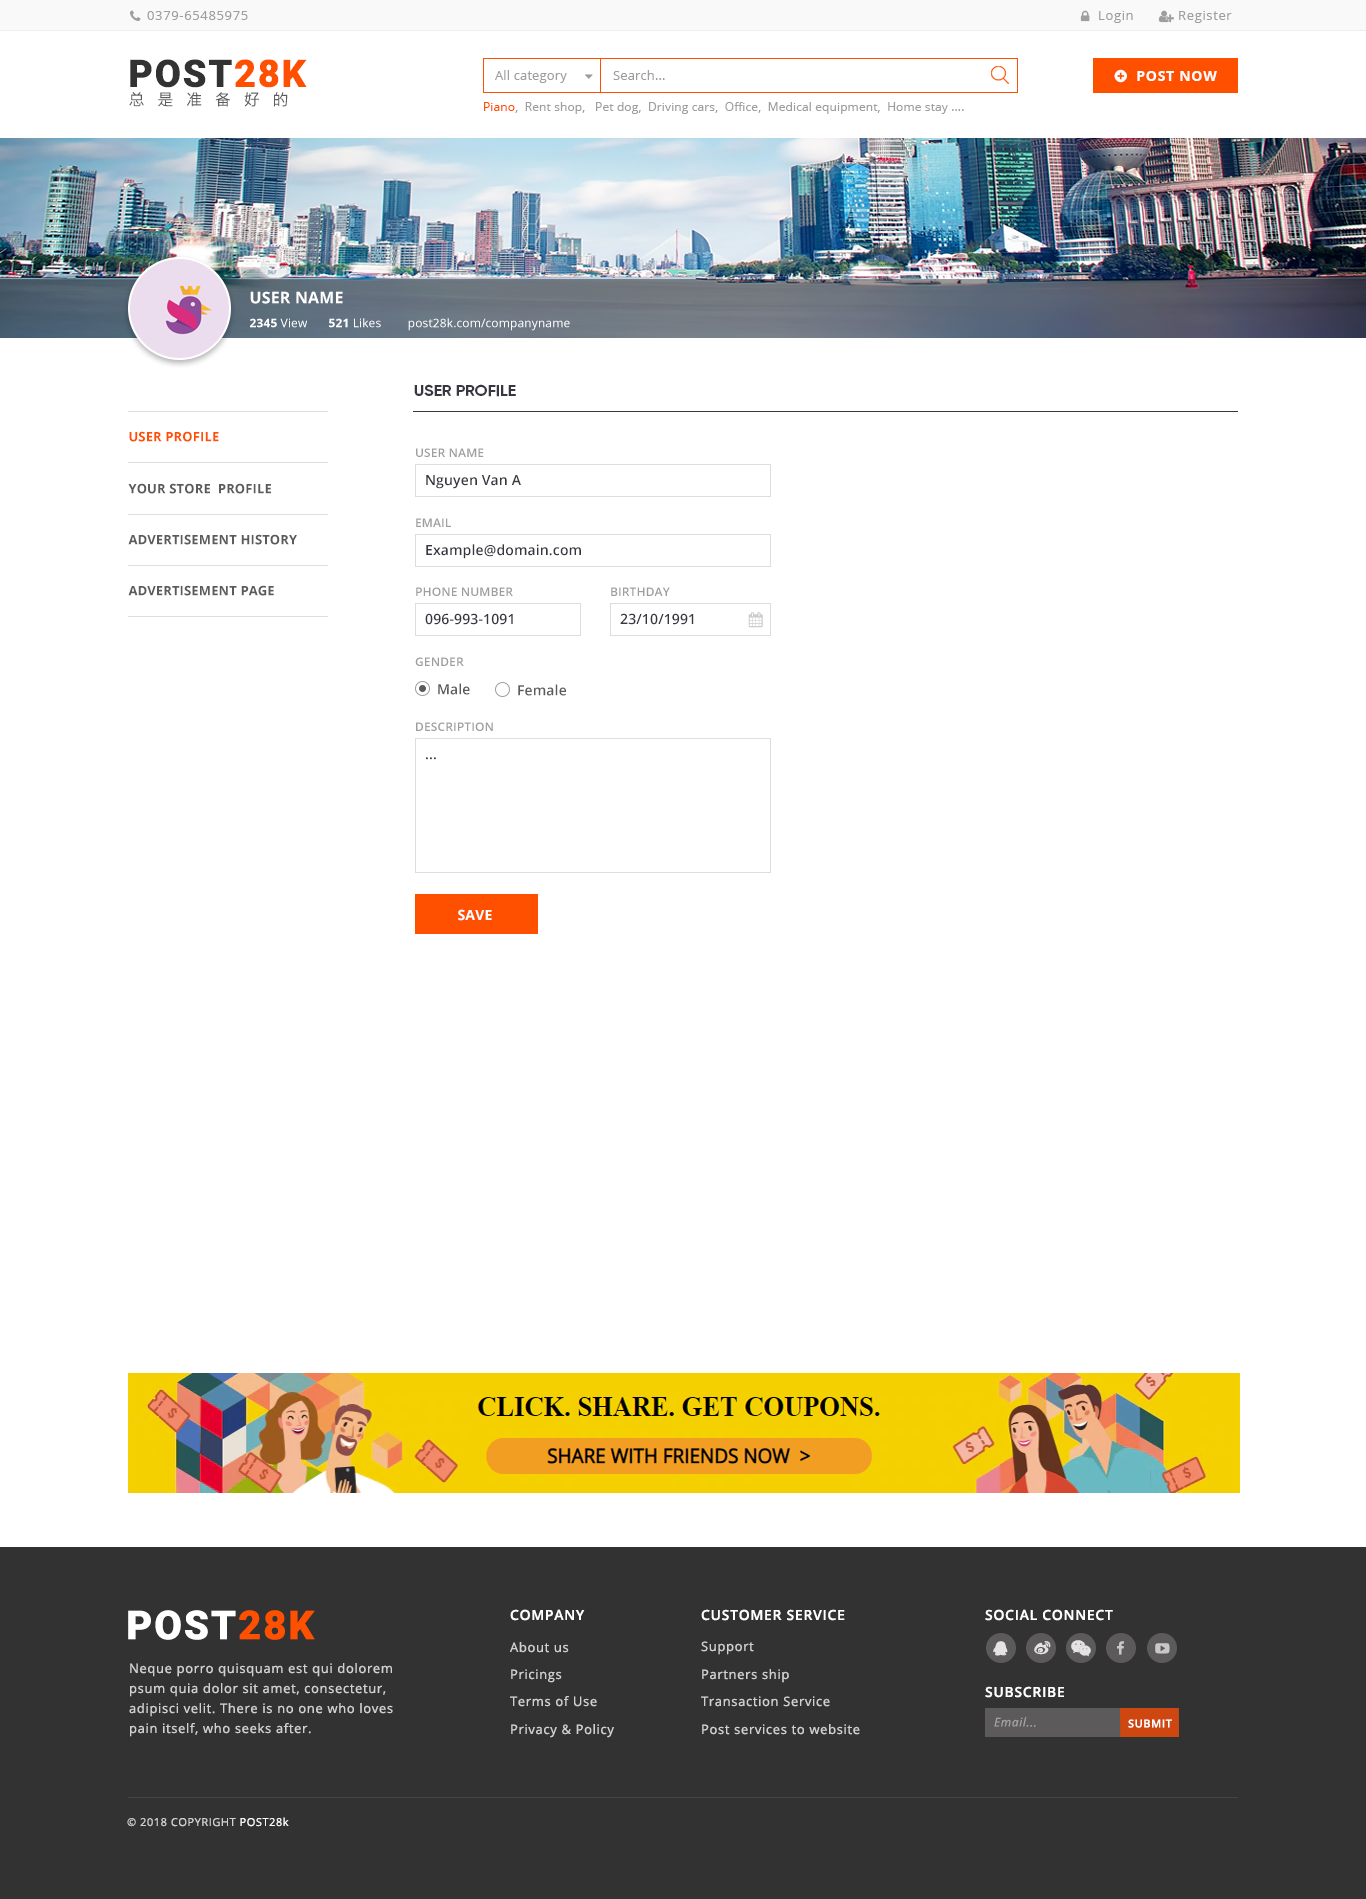 0379-65485975
Login
Register
POST28K
总是准备好的
All category
Search...
POST NOW
Piano, Rent shop, Pet dog, Driving cars, Office, Medical equipment, Home stay ....
USER NAME
2345 View 521 Likes post28k.com/companyname
USER PROFILE
USER PROFILE
YOUR STORE PROFILE
ADVERTISEMENT HISTORY
ADVERTISEMENT PAGE
USER NAME
Nguyen Van A
EMAIL
Example@domain.com
PHONE NUMBER
096-993-1091
BIRTHDAY
23/10/1991
GENDER
Male
Female
DESCRIPTION
...
SAVE
CLICK. SHARE. GET COUPONS.
SHARE WITH FRIENDS NOW >
POST28K
Neque porro quisquam est qui dolorem
psum quia dolor sit amet, consectetur,
adipisci velit. There is no one who loves
pain itself, who seeks after.
COMPANY
About us
Pricings
Terms of Use
Privacy & Policy
CUSTOMER SERVICE
Support
Partners ship
Transaction Service
Post services to website
SOCIAL CONNECT
SUBSCRIBE
Email...
SUBMIT
© 2018 COPYRIGHT POST28k